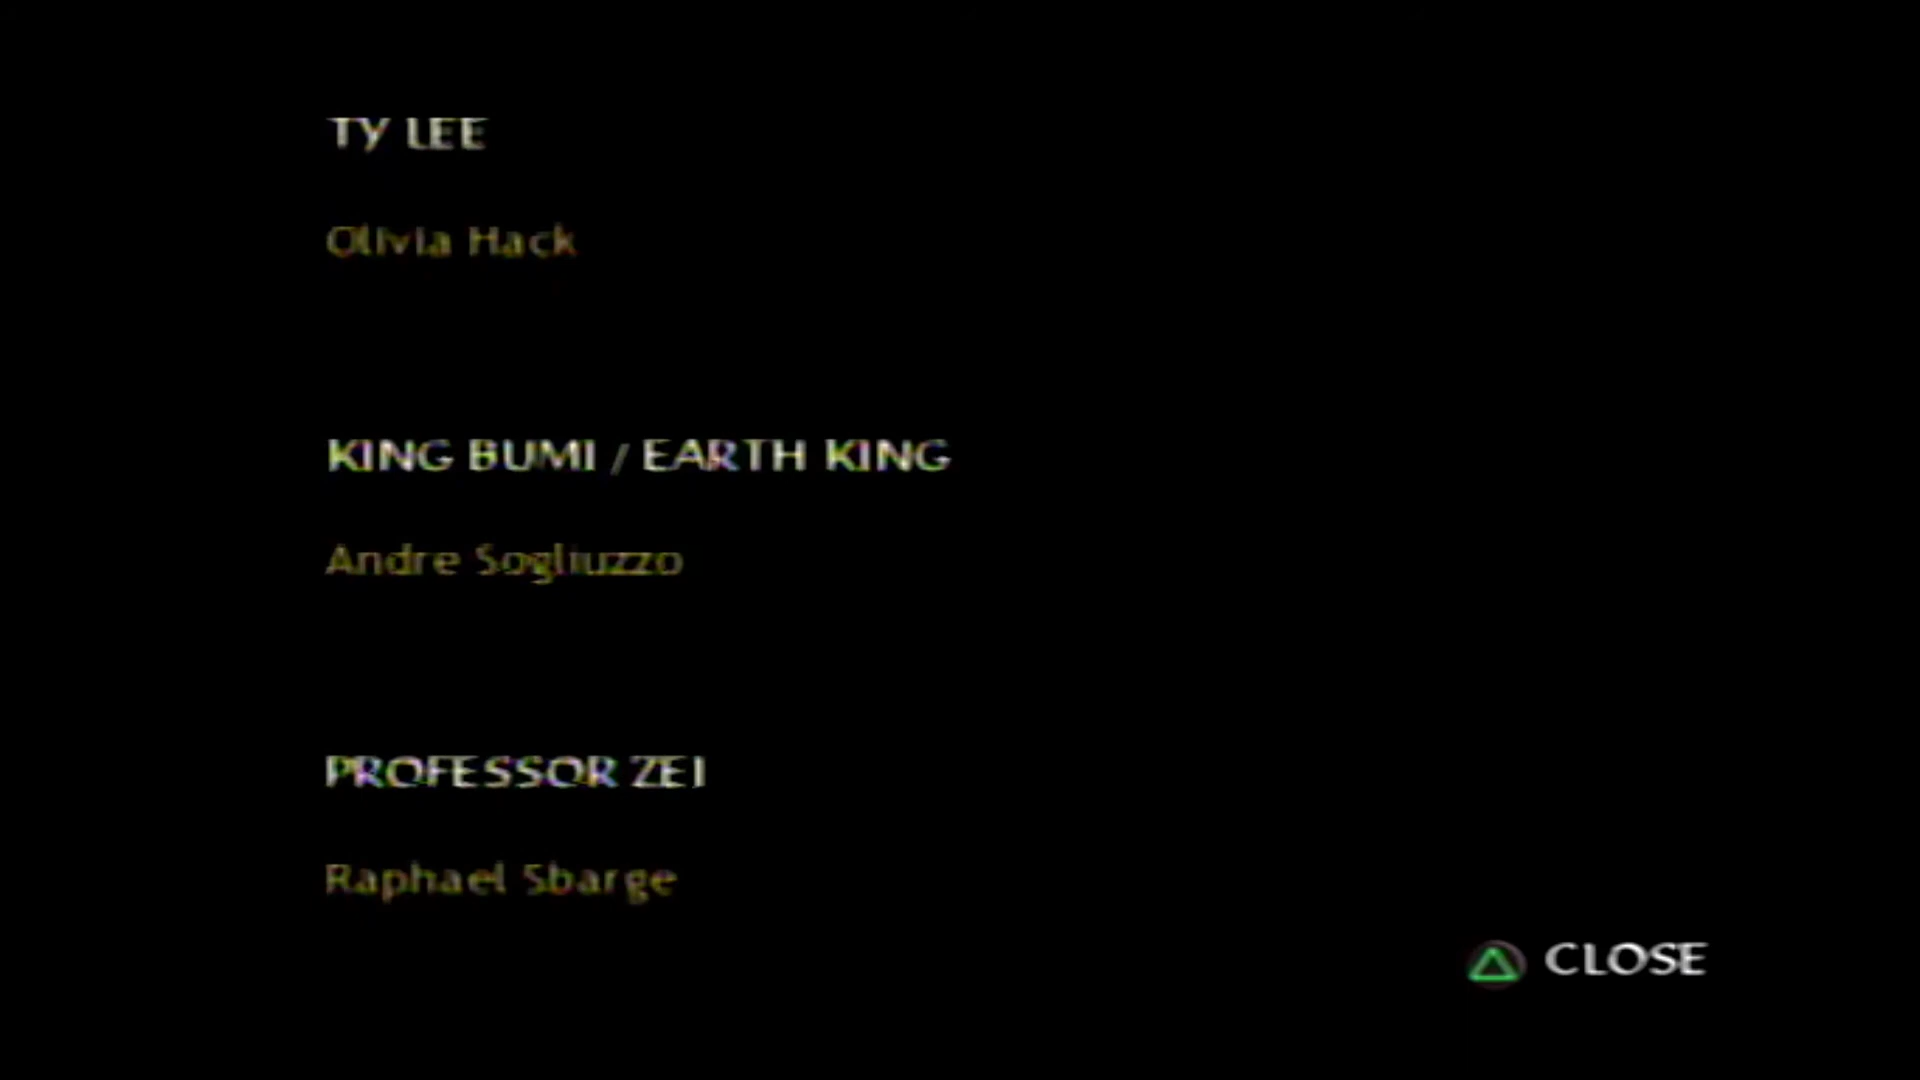 TY LEE
Olivia Hack
KING BUMI / EARTH KING
Andre Sogliuzzo
PROFESSOR ZEI
Raphael Sbarge
CLOSE